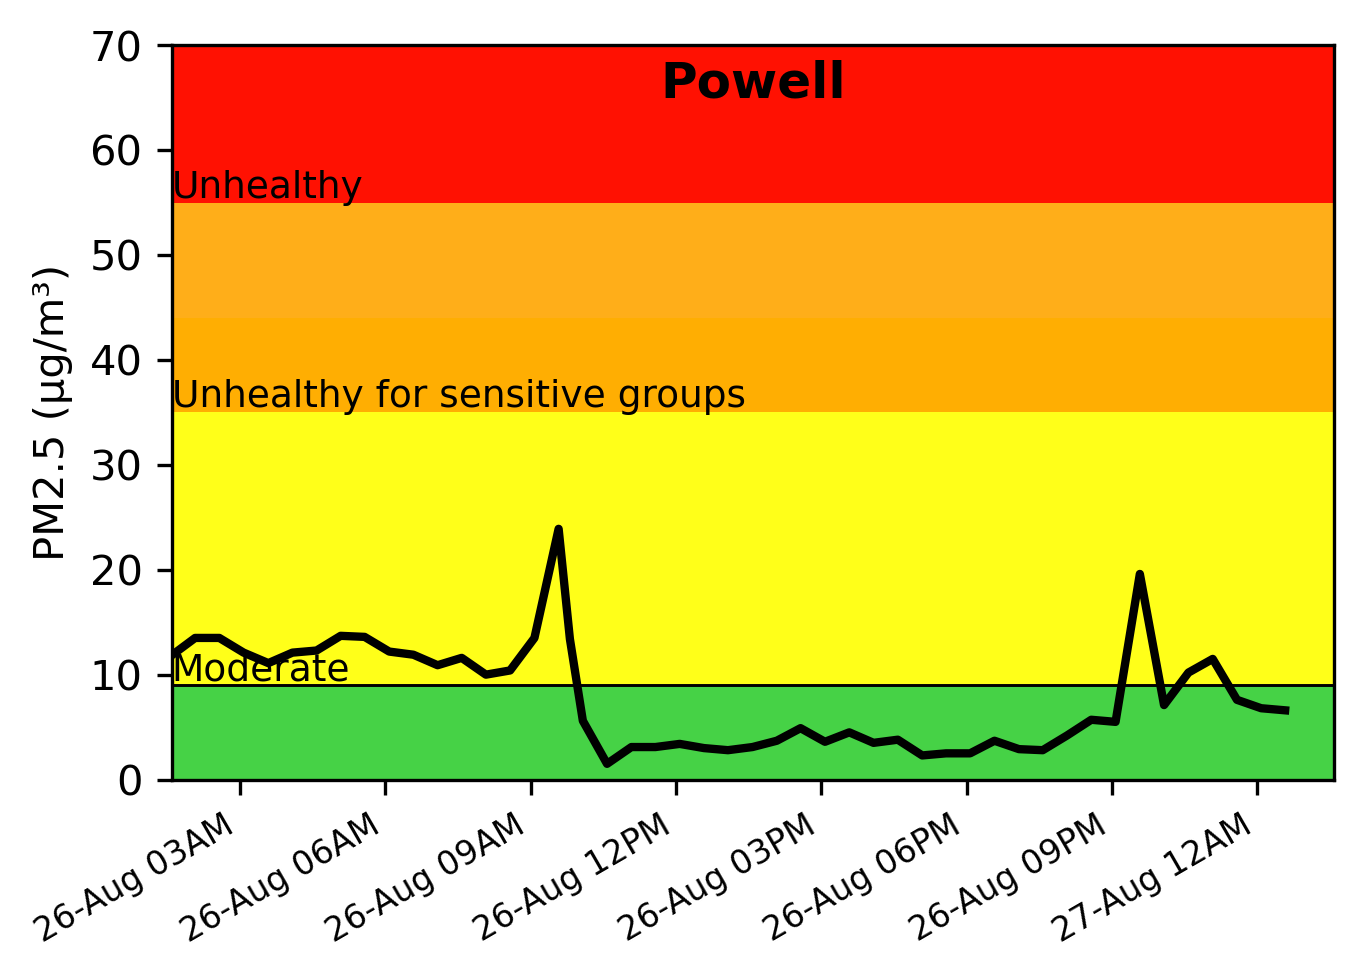 Powell
70
60
50
40
30
20
10
0
PM2.5 (µg/m³)
Unhealthy
Unhealthy for sensitive groups
Moderate
26-Aug 03AM
26-Aug 06AM
26-Aug 09AM
26-Aug 12PM
26-Aug 03PM
26-Aug 06PM
26-Aug 09PM
27-Aug 12AM